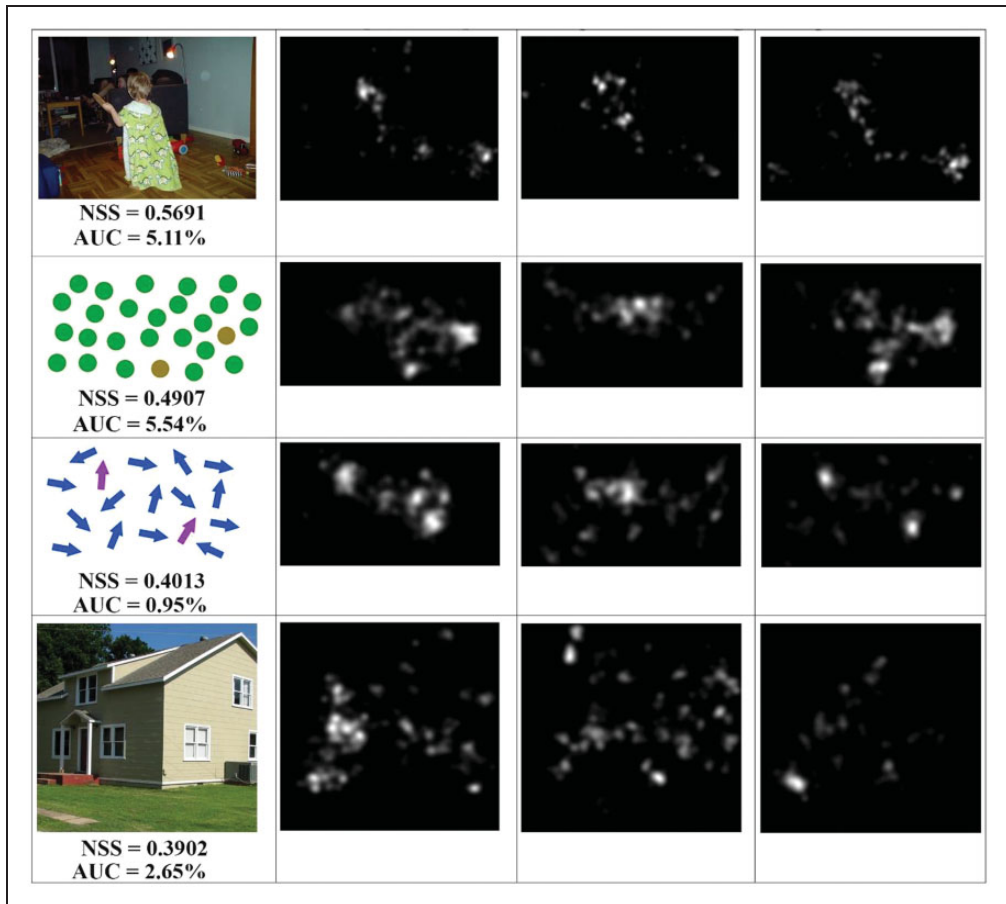 NSS = 0.5691
AUC = 5.11%
NSS = 0.4907
AUC = 5.54%
NSS = 0.4013
AUC = 0.95%
NSS = 0.3902
AUC = 2.65%